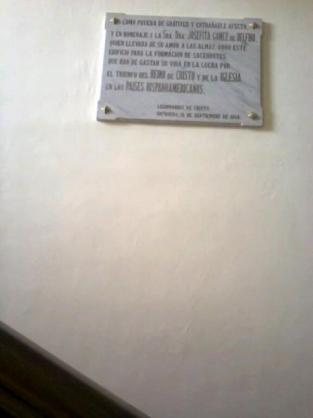 COMO PRUEBA DE GRATITUD Y ENTRAÑABLE AFECTO
Y EN HOMENAJE A LA SRA. DÑA. JOSEFITA GOMEZ DE DELFINO
QUIEN LLEVADA DE SU AMOR A LAS ALMAS DONO ESTE
EDIFICIO PARA LA FORMACION DE SACERDOTES
QUE HAN DE GASTAR SU VIDA EN LA LUCHA POR
EL TRIUNFO DEL REINO DE CRISTO Y DE LA IGLESIA
EN LOS PAISES HISPANOAMERICANOS.
LEGIONARIOS DE CRISTO
DE SEPTIEMBRE DE